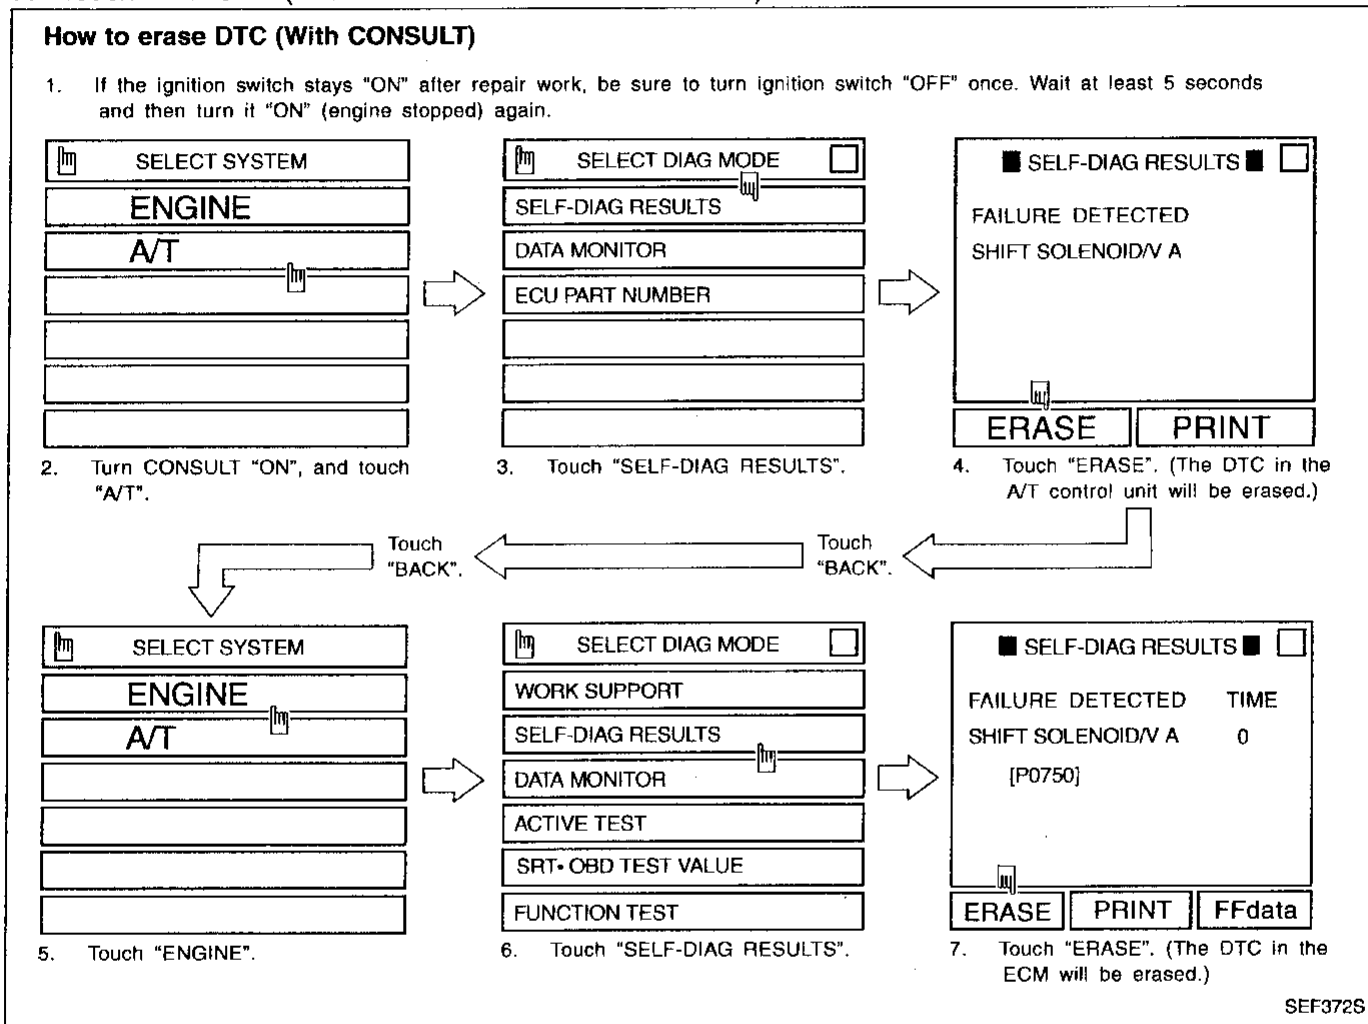 How to erase DTC (With CONSULT)
1. If the ignition switch stays "ON" after repair work, be sure to turn ignition switch "OFF" once. Wait at least 5 seconds
and then turn it "ON" (engine stopped) again.
SELECT SYSTEM
ENGINE
A/T
2. Turn CONSULT "ON", and touch
"A/T".
SELECT DIAG MODE
SELF-DIAG RESULTS
DATA MONITOR
ECU PART NUMBER
3. Touch "SELF-DIAG RESULTS".
SELF-DIAG RESULTS
FAILURE DETECTED
SHIFT SOLENOID/V A
ERASE PRINT
4. Touch "ERASE". (The DTC in the
A/T control unit will be erased.)
Touch
"BACK".
Touch
"BACK".
SELECT SYSTEM
ENGINE
A/T
5. Touch "ENGINE".
SELECT DIAG MODE
WORK SUPPORT
SELF-DIAG RESULTS
DATA MONITOR
ACTIVE TEST
SRT• OBD TEST VALUE
FUNCTION TEST
6. Touch "SELF-DIAG RESULTS".
SELF-DIAG RESULTS
FAILURE DETECTED TIME
SHIFT SOLENOID/V A 0
[P0750]
ERASE PRINT FFdata
7. Touch "ERASE". (The DTC in the
ECM will be erased.)
SEF372S